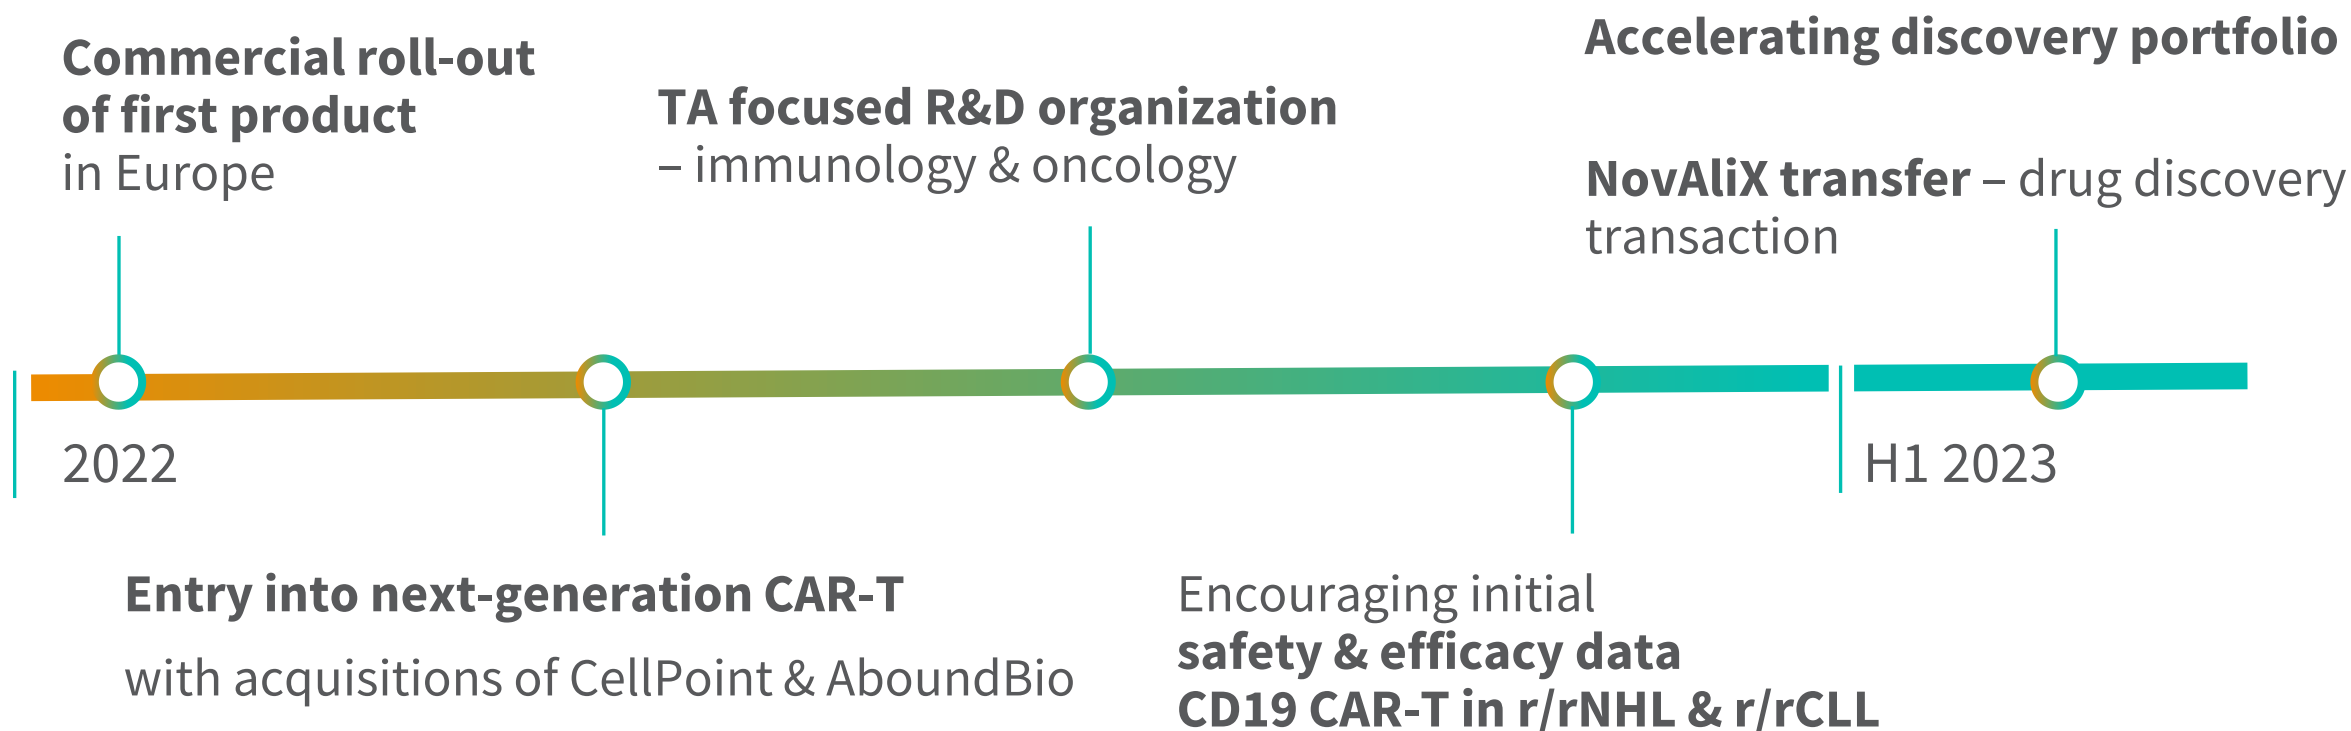 Commercial roll-out
of first product
in Europe
TA focused R&D organization
– immunology & oncology
Accelerating discovery portfolio
NovAliX transfer – drug discovery
transaction
2022
H1 2023
Entry into next-generation CAR-T
with acquisitions of CellPoint & AboundBio
Encouraging initial
safety & efficacy data
CD19 CAR-T in r/rNHL & r/rCLL